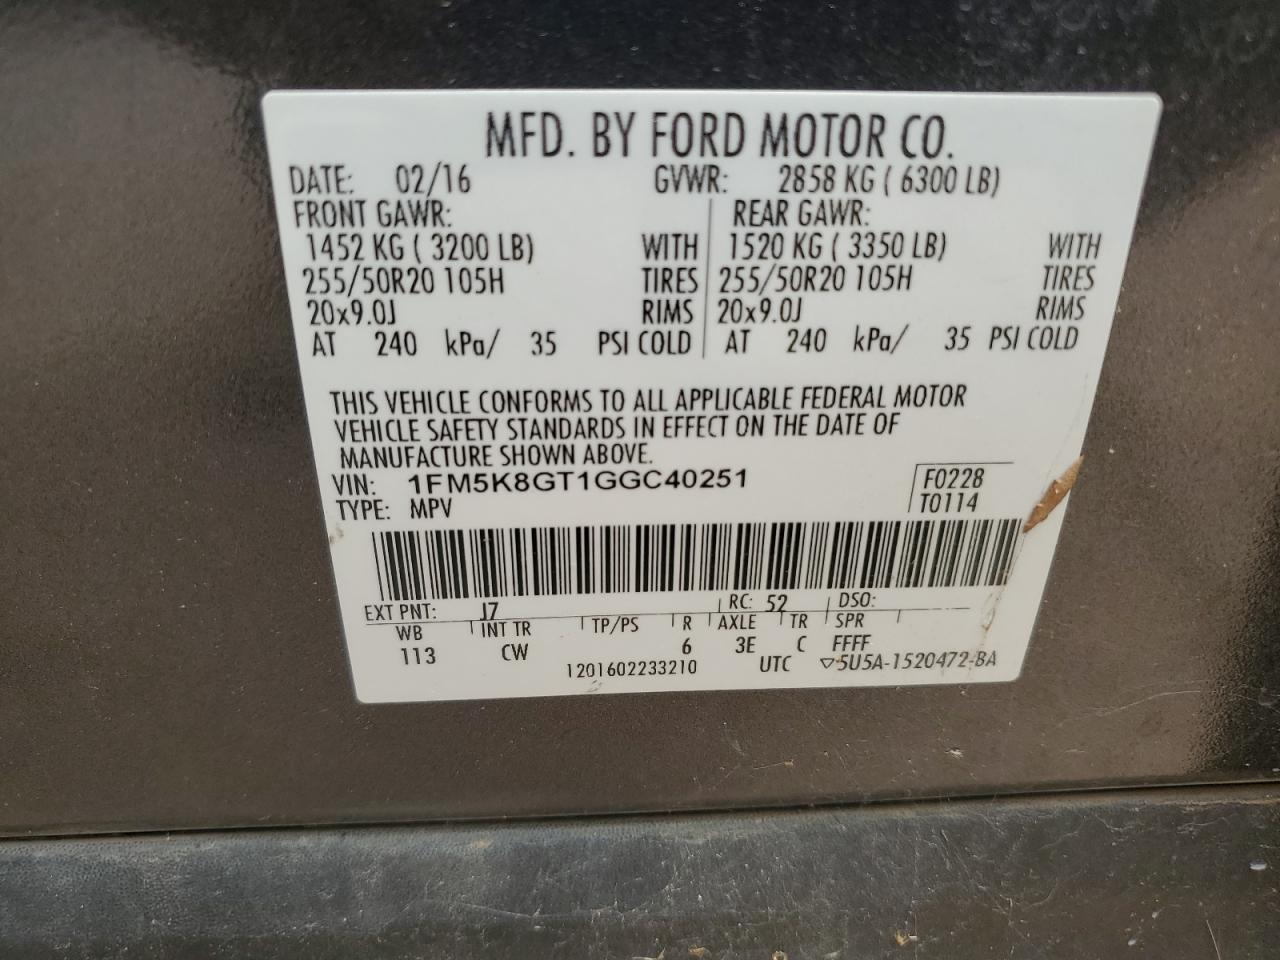 MFD. BY FORD MOTOR CO.
DATE: 02/16 GVWR: 2858 KG ( 6300 LB)
FRONT GAWR: REAR GAWR:
1452 KG ( 3200 LB) WITH 1520 KG ( 3350 LB) WITH
255/50R20 105H TIRES 255/50R20 105H TIRES
20x9.0J RIMS 20x9.0J RIMS
AT 240 kPa/ 35 PSI COLD AT 240 kPa/ 35 PSI COLD
THIS VEHICLE CONFORMS TO ALL APPLICABLE FEDERAL MOTOR
VEHICLE SAFETY STANDARDS IN EFFECT ON THE DATE OF
MANUFACTURE SHOWN ABOVE.
VIN: 1FM5K8GT1GGC40251 F0228
TYPE: MPV T0114
EXT PNT: J7 RC: 52 DSO:
WB INT TR TP/PS R AXLE TR SPR
113 CW 6 3E C FFFF
1201602233210 UTC ▽5U5A-1520472-BA